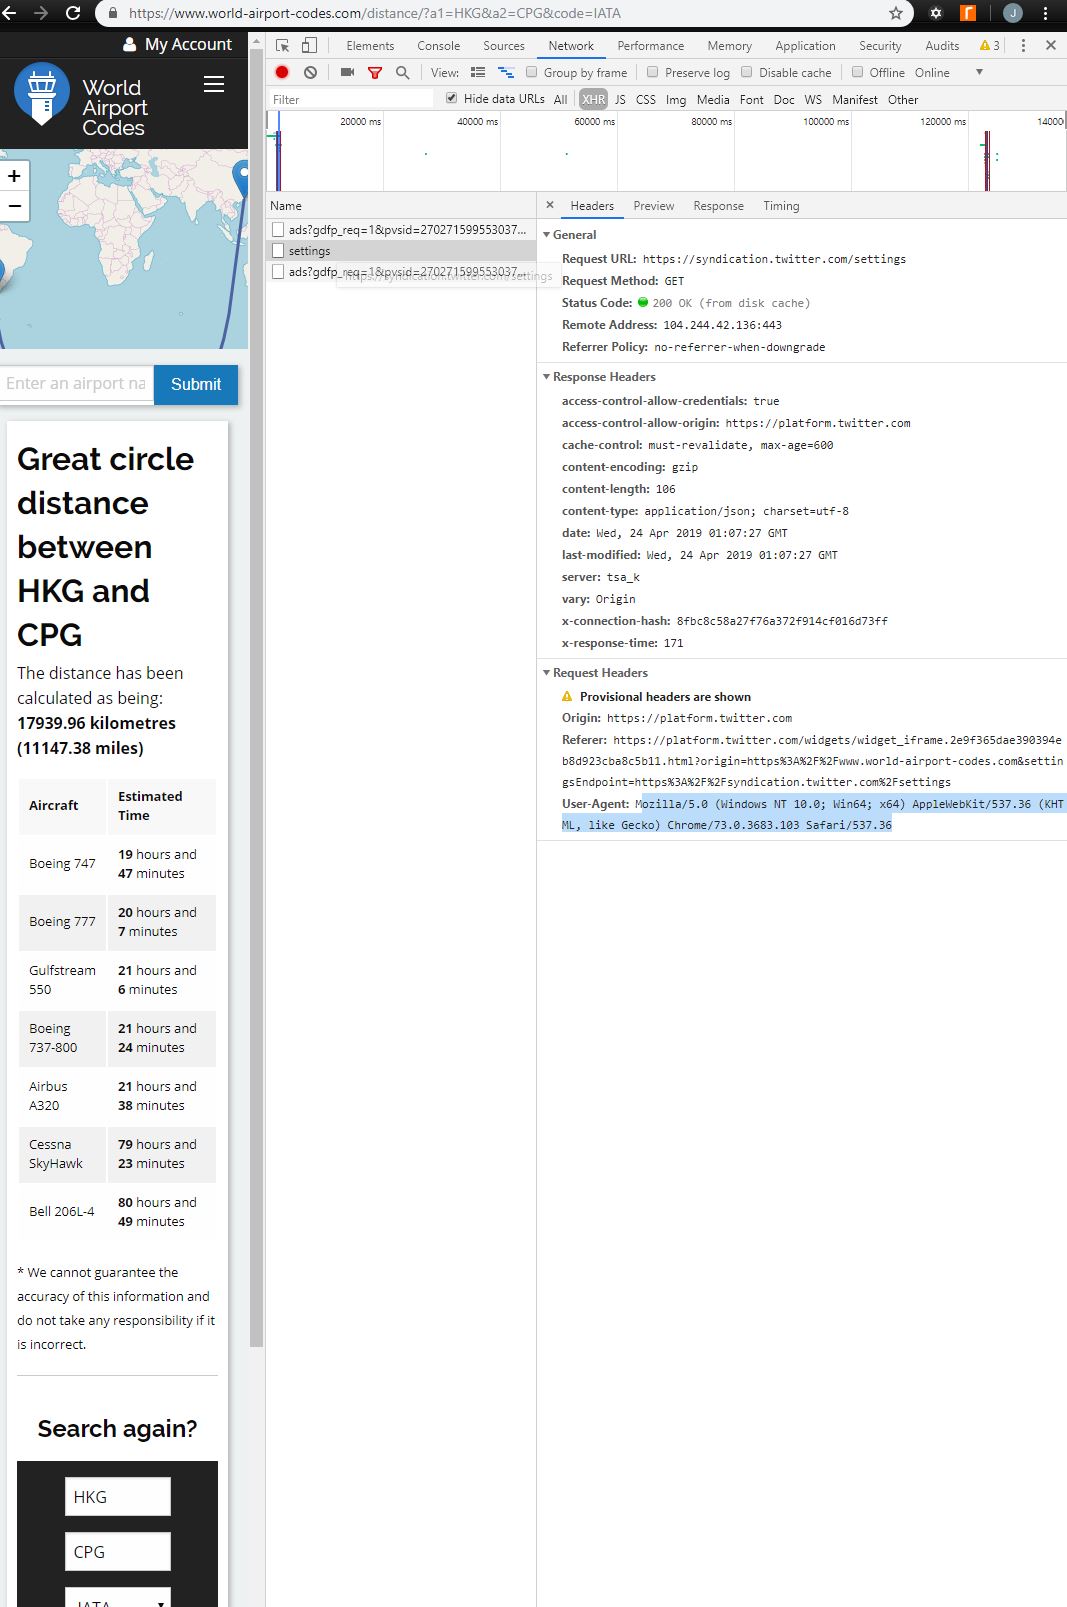 https://www.world-airport-codes.com/distance/?a1=HKG&a2=CPG&code=IATA
J
My Account
World
Airport
Codes
+
−
Enter an airport na
Submit
Great circle
distance
between
HKG and
CPG
The distance has been
calculated as being:
17939.96 kilometres
(11147.38 miles)
Aircraft Estimated Time
Boeing 747 19 hours and 47 minutes
Boeing 777 20 hours and 7 minutes
Gulfstream 550 21 hours and 6 minutes
Boeing 737-800 21 hours and 24 minutes
Airbus A320 21 hours and 38 minutes
Cessna SkyHawk 79 hours and 23 minutes
Bell 206L-4 80 hours and 49 minutes
* We cannot guarantee the
accuracy of this information and
do not take any responsibility if it
is incorrect.
Search again?
HKG
CPG
IATA
Elements Console Sources Network Performance Memory Application Security Audits 3
View: Group by frame Preserve log Disable cache Offline Online
Filter Hide data URLs All XHR JS CSS Img Media Font Doc WS Manifest Other
20000 ms 40000 ms 60000 ms 80000 ms 100000 ms 120000 ms 14000
Name
ads?gdfp_req=1&pvsid=270271599553037...
settings
ads?gdfp_req=1&pvsid=270271599553037...
https://syndication.twitter.com/settings
Headers Preview Response Timing
General
Request URL: https://syndication.twitter.com/settings
Request Method: GET
Status Code: 200 OK (from disk cache)
Remote Address: 104.244.42.136:443
Referrer Policy: no-referrer-when-downgrade
Response Headers
access-control-allow-credentials: true
access-control-allow-origin: https://platform.twitter.com
cache-control: must-revalidate, max-age=600
content-encoding: gzip
content-length: 106
content-type: application/json; charset=utf-8
date: Wed, 24 Apr 2019 01:07:27 GMT
last-modified: Wed, 24 Apr 2019 01:07:27 GMT
server: tsa_k
vary: Origin
x-connection-hash: 8fbc8c58a27f76a372f914cf016d73ff
x-response-time: 171
Request Headers
Provisional headers are shown
Origin: https://platform.twitter.com
Referer: https://platform.twitter.com/widgets/widget_iframe.2e9f365dae390394e
b8d923cba8c5b11.html?origin=https%3A%2F%2Fwww.world-airport-codes.com&settin
gsEndpoint=https%3A%2F%2Fsyndication.twitter.com%2Fsettings
User-Agent: Mozilla/5.0 (Windows NT 10.0; Win64; x64) AppleWebKit/537.36 (KHT
ML, like Gecko) Chrome/73.0.3683.103 Safari/537.36